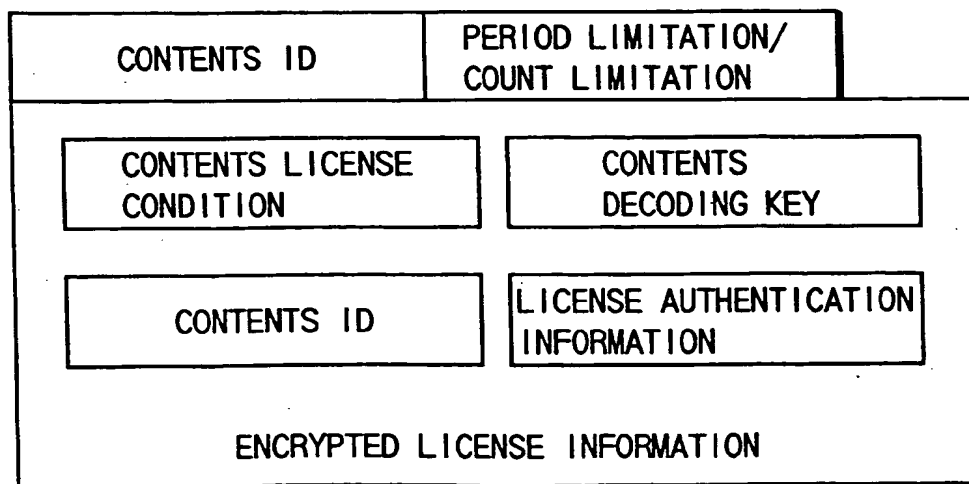 CONTENTS ID
PERIOD LIMITATION/
COUNT LIMITATION
CONTENTS LICENSE
CONDITION
CONTENTS
DECODING KEY
CONTENTS ID
LICENSE AUTHENTICATION
INFORMATION
ENCRYPTED LICENSE INFORMATION